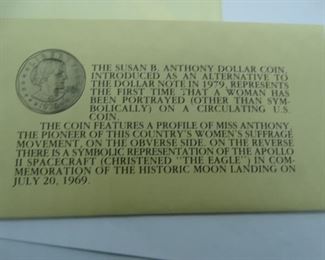 THE SUSAN B. ANTHONY DOLLAR COIN,
INTRODUCED AS AN ALTERNATIVE TO
THE DOLLAR NOTE IN 1979, REPRESENTS
THE FIRST TIME THAT A WOMAN HAS
BEEN PORTRAYED (OTHER THAN SYM-
BOLICALLY) ON A CIRCULATING U.S.
COIN.
THE COIN FEATURES A PROFILE OF MISS ANTHONY,
THE PIONEER OF THIS COUNTRY'S WOMEN'S SUFFRAGE
MOVEMENT, ON THE OBVERSE SIDE. ON THE REVERSE
THERE IS A SYMBOLIC REPRESENTATION OF THE APOLLO
II SPACECRAFT (CHRISTENED "THE EAGLE") IN COM-
MEMORATION OF THE HISTORIC MOON LANDING ON
JULY 20, 1969.